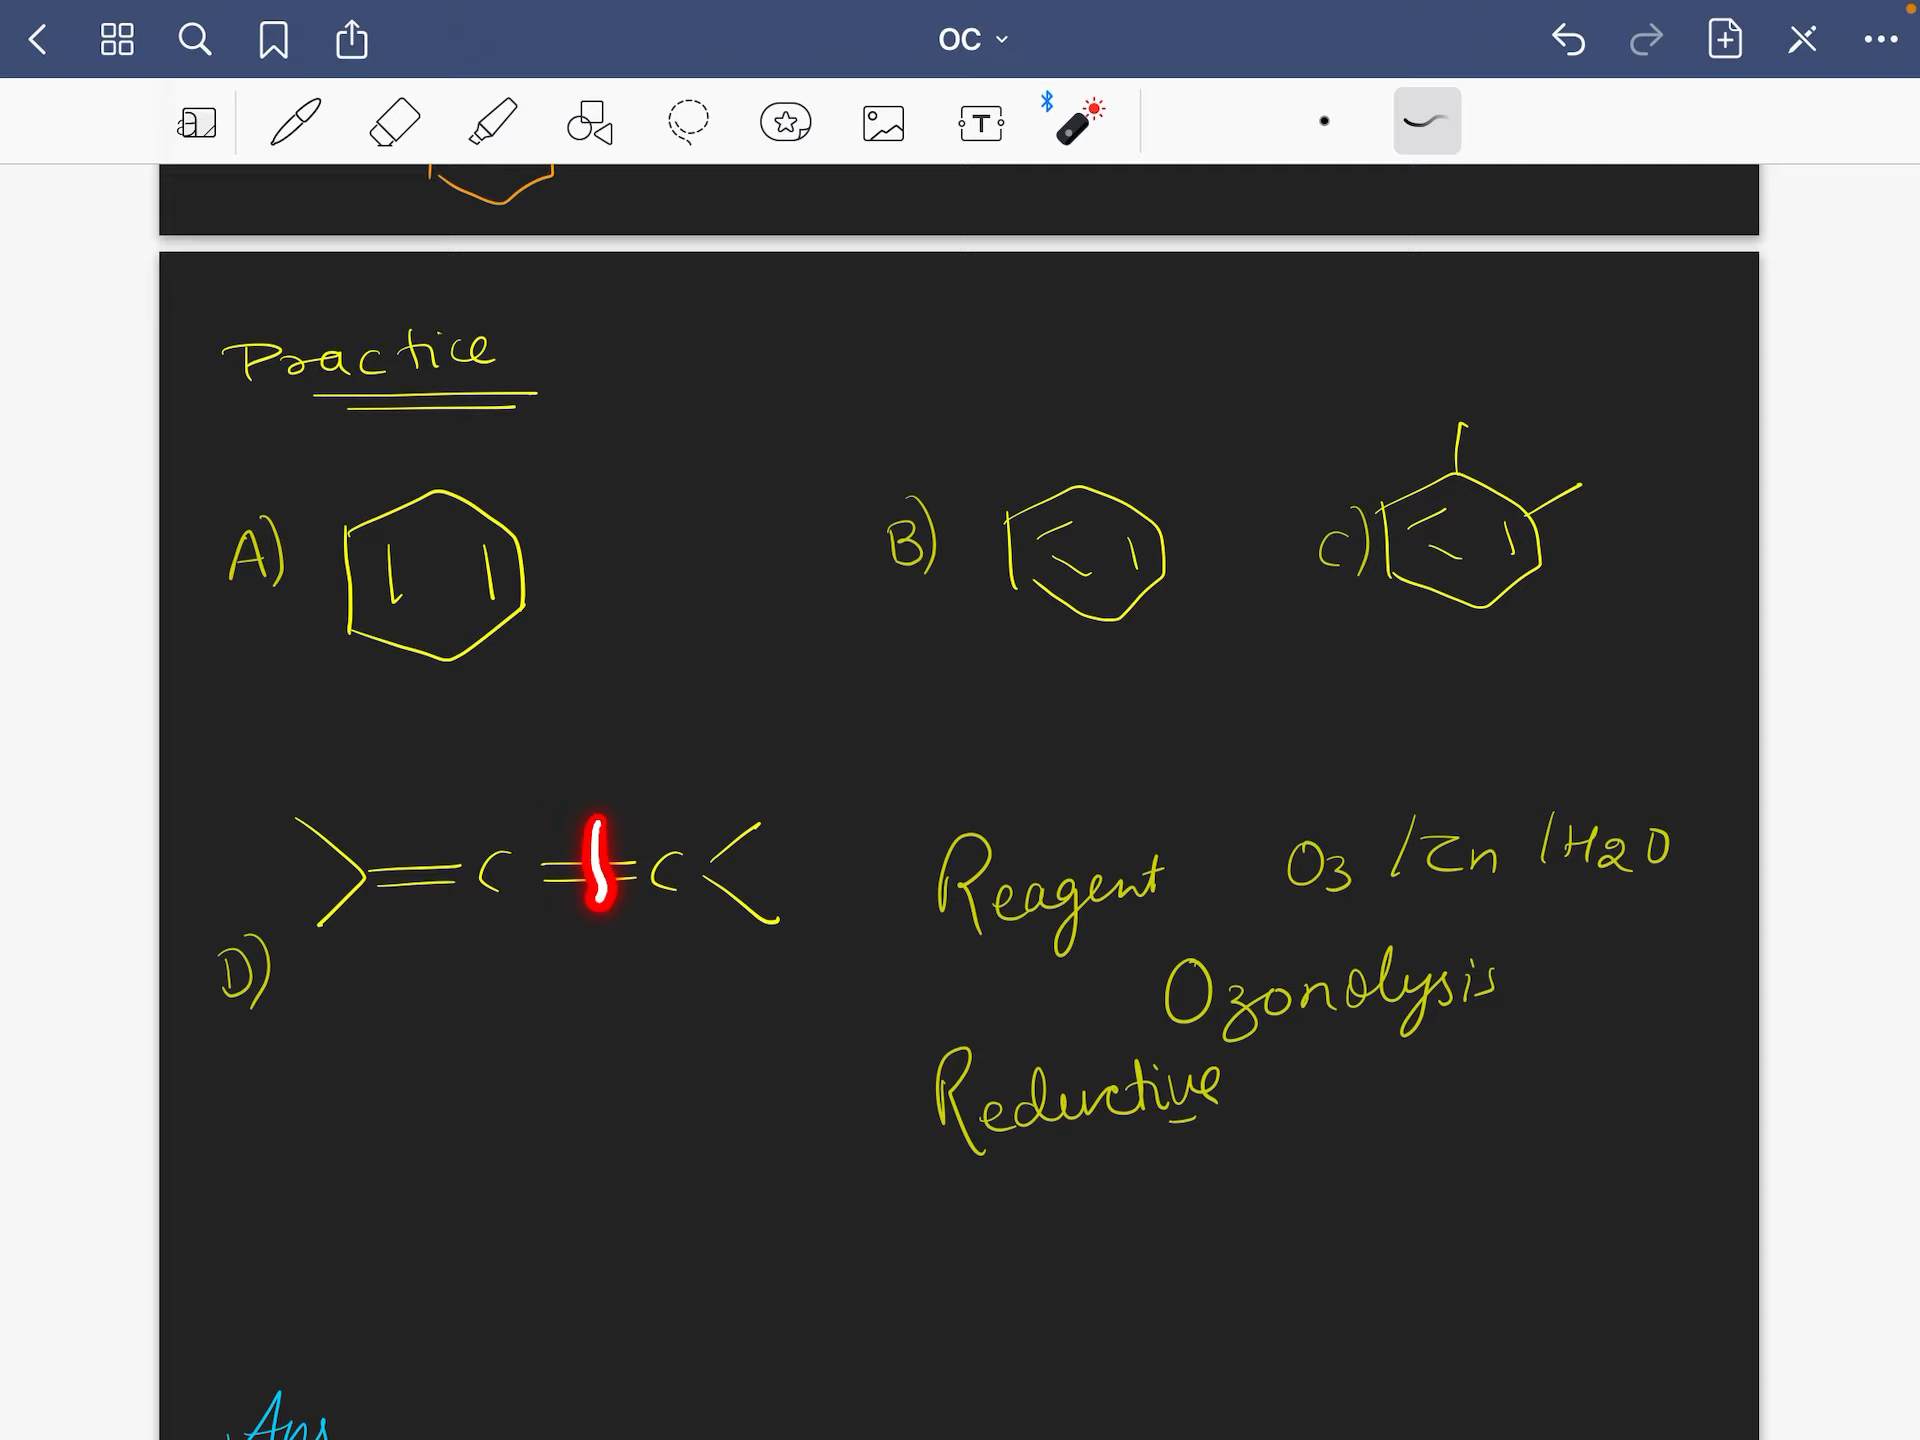 OC
T
Practice
A)
B)
C)
C C
D)
Reagent O3 /Zn /H2O
Ozonolysis
Reductive
Ans